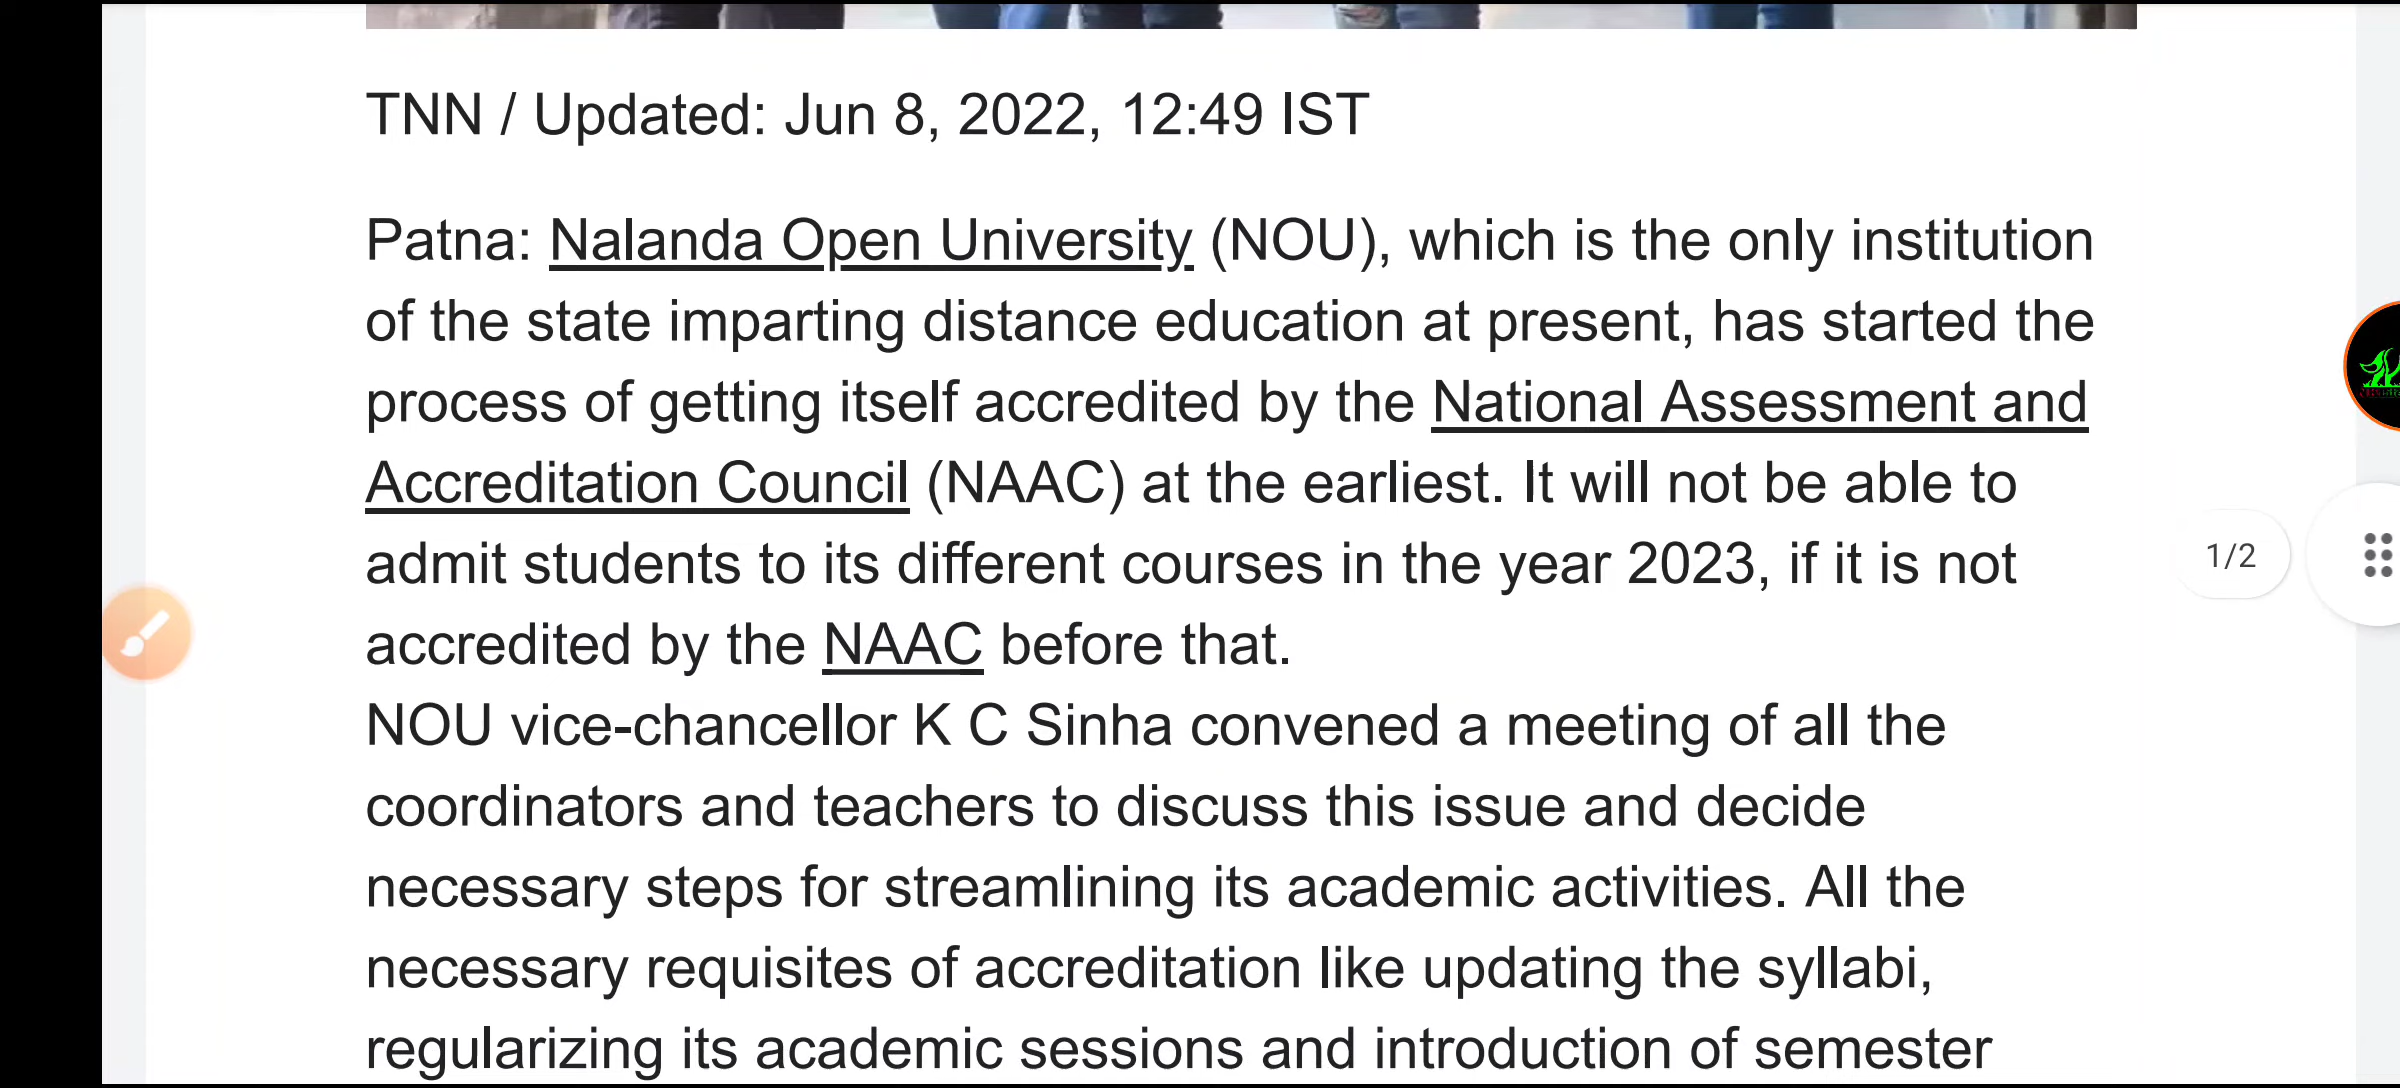 TNN / Updated: Jun 8, 2022, 12:49 IST
Patna: Nalanda Open University (NOU), which is the only institution
of the state imparting distance education at present, has started the
process of getting itself accredited by the National Assessment and
Accreditation Council (NAAC) at the earliest. It will not be able to
admit students to its different courses in the year 2023, if it is not
accredited by the NAAC before that.
NOU vice-chancellor K C Sinha convened a meeting of all the
coordinators and teachers to discuss this issue and decide
necessary steps for streamlining its academic activities. All the
necessary requisites of accreditation like updating the syllabi,
regularizing its academic sessions and introduction of semester
1/2